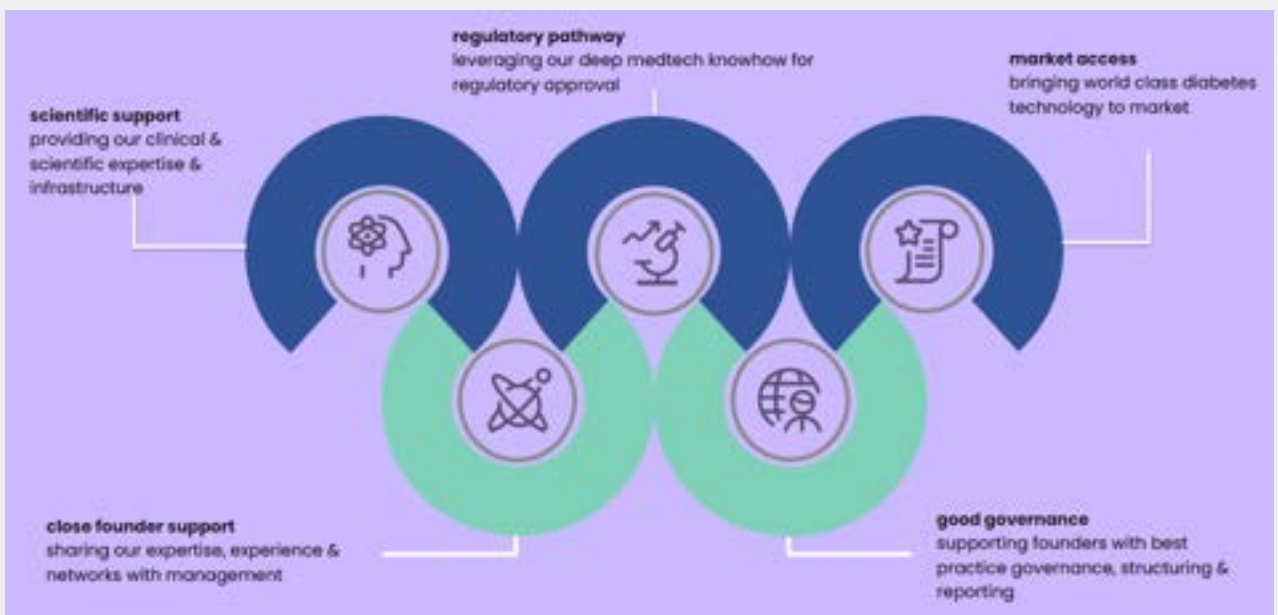 regulatory pathway
leveraging our deep medtech knowhow for
regulatory approval
market access
bringing world class diabetes
technology to market
scientific support
providing our clinical &
scientific expertise &
infrastructure
close founder support
sharing our expertise, experience &
networks with management
good governance
supporting founders with best
practice governance, structuring &
reporting